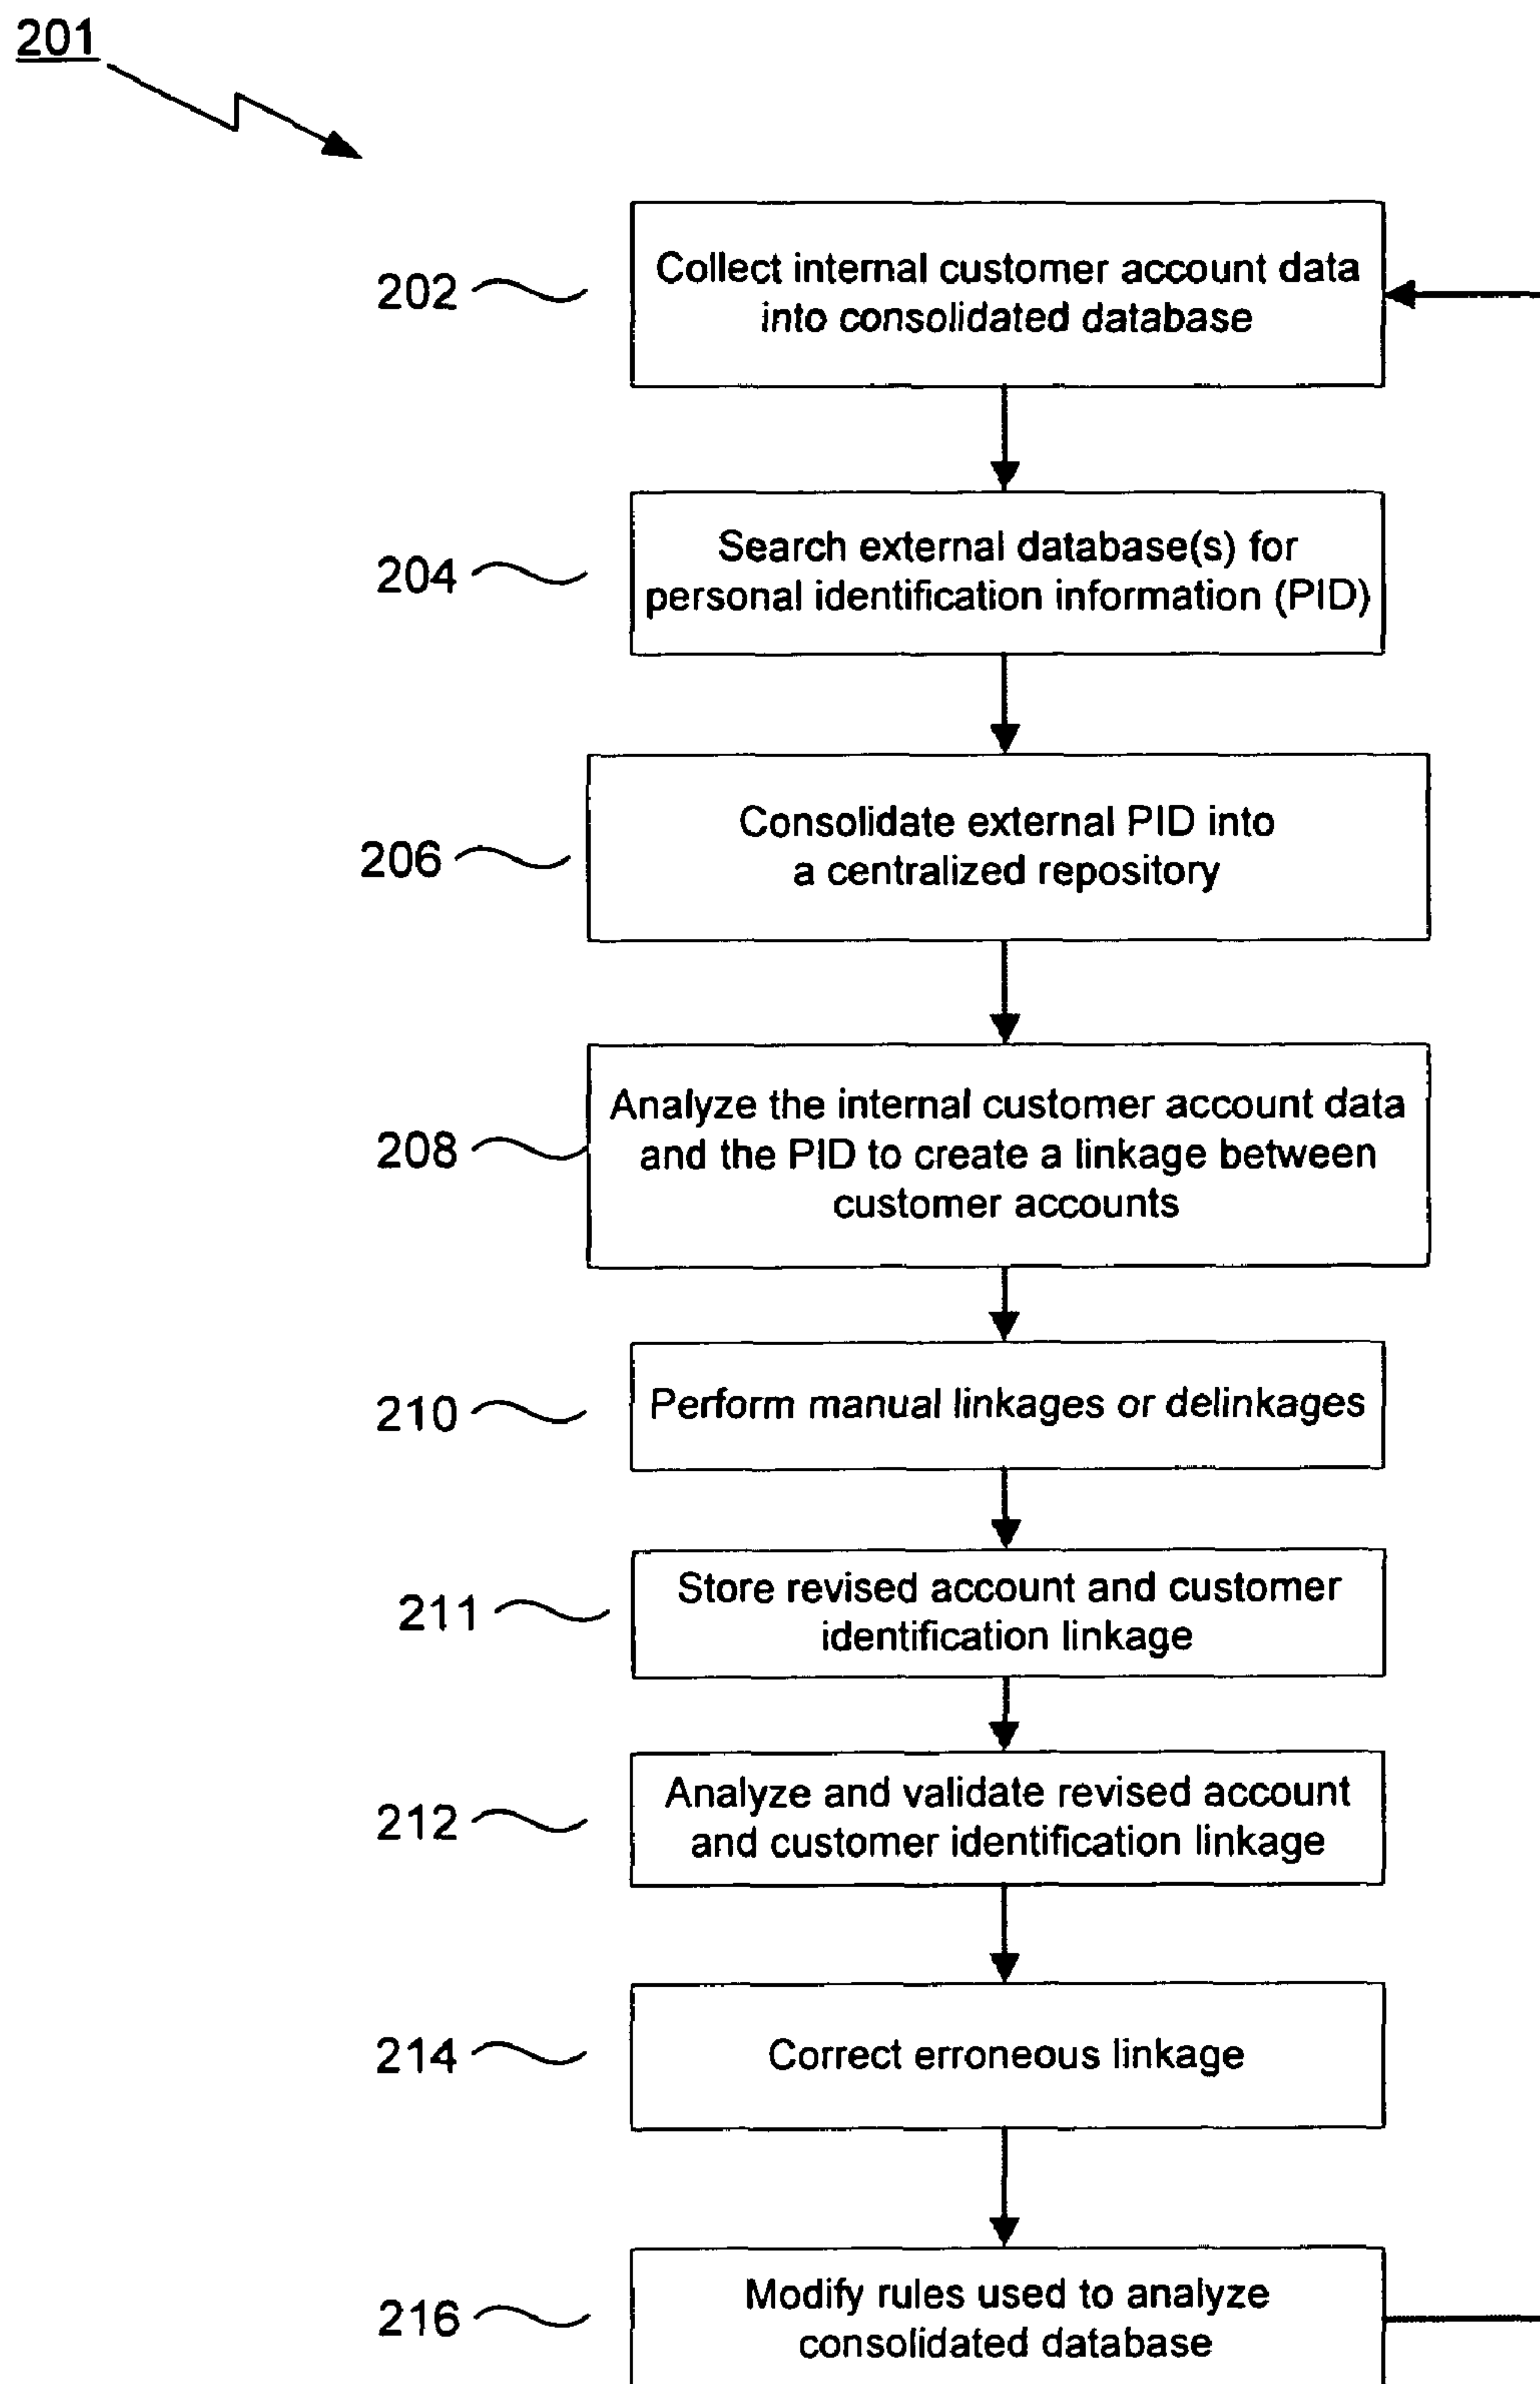 201
202
Collect internal customer account data
into consolidated database
204
Search external database(s) for
personal identification information (PID)
206
Consolidate external PID into
a centralized repository
208
Analyze the internal customer account data
and the PID to create a linkage between
customer accounts
210
Perform manual linkages or delinkages
211
Store revised account and customer
identification linkage
212
Analyze and validate revised account
and customer identification linkage
214
Correct erroneous linkage
216
Modify rules used to analyze
consolidated database